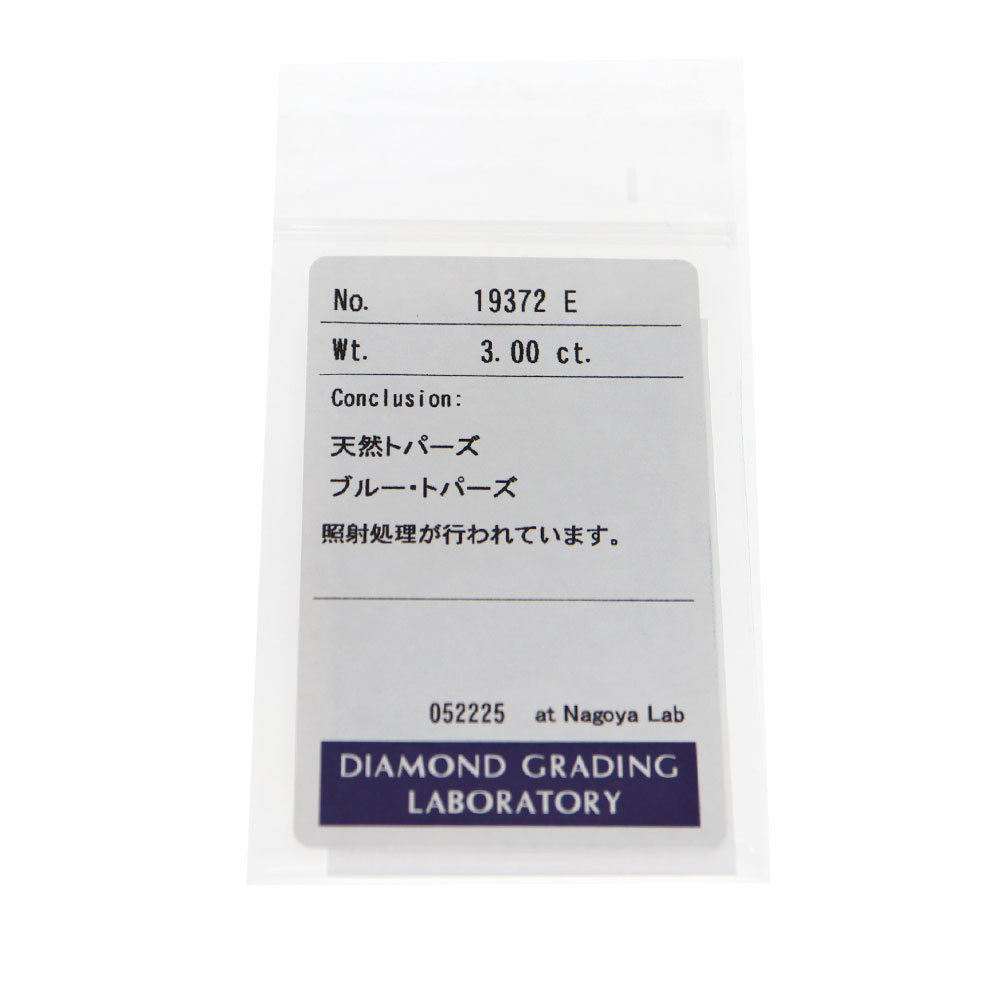 No. 19372 E
Wt. 3.00 ct.
Conclusion:
天然トパーズ
ブルー・トパーズ
照射処理が行われています。
052225 at Nagoya Lab
DIAMOND GRADING
LABORATORY